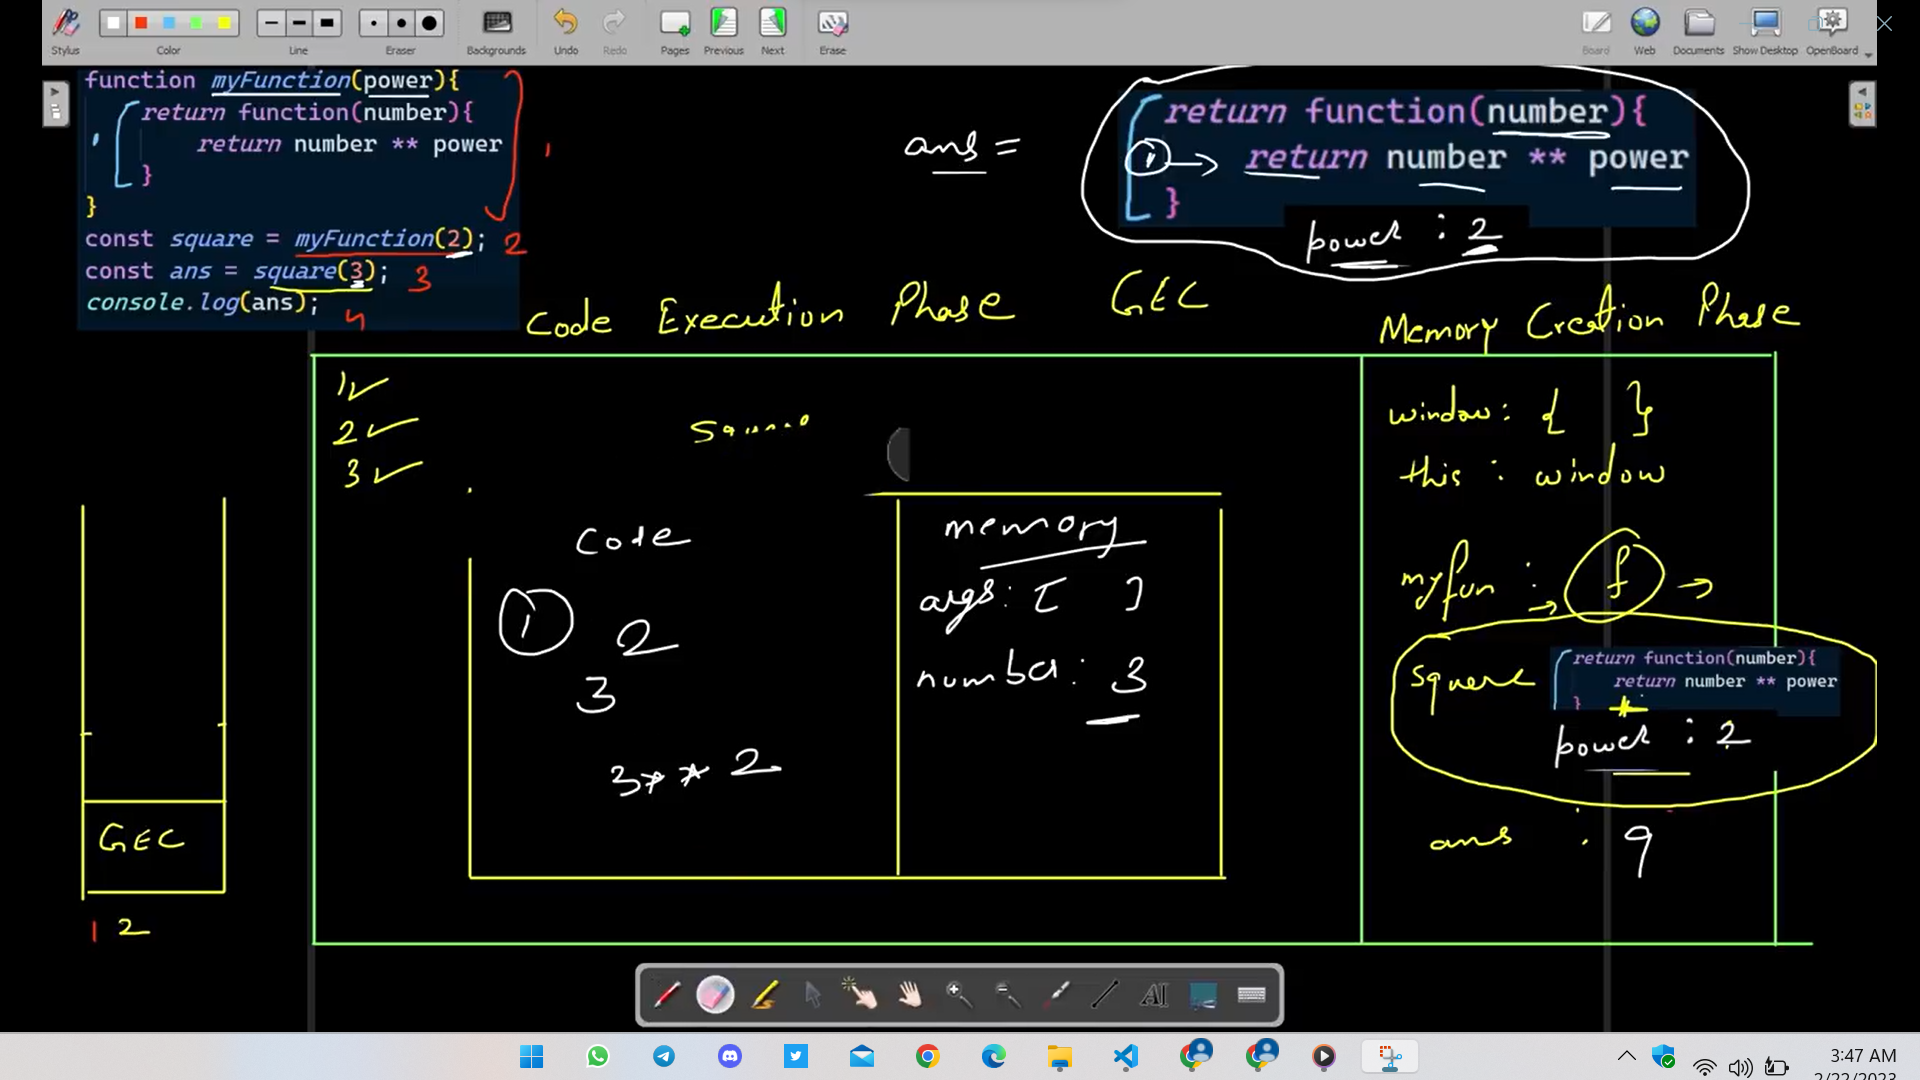 Stylus
Color
Line
Eraser
Backgrounds
Undo
Redo
Pages
Previous
Next
Erase
Board
Web
Documents
Show Desktop
OpenBoard
function myFunction(power){
return function(number){
return number ** power
}
}
const square = myFunction(2);
const ans = square(3);
console.log(ans);
1
2
3
4
ans =
return function(number){
1 → return number ** power
}
power : 2
Code Execution Phase GEC
Memory Creation Phase
1✓
2✓
3✓
Code
1
2
3
3** 2
memory
args: [ ]
number: 3
window: { }
this : window
myfun : f →
square
return function(number){
return number ** power
}
power : 2
ans : 9
GEC
1 2
AI
3:47 AM
2/22/2023